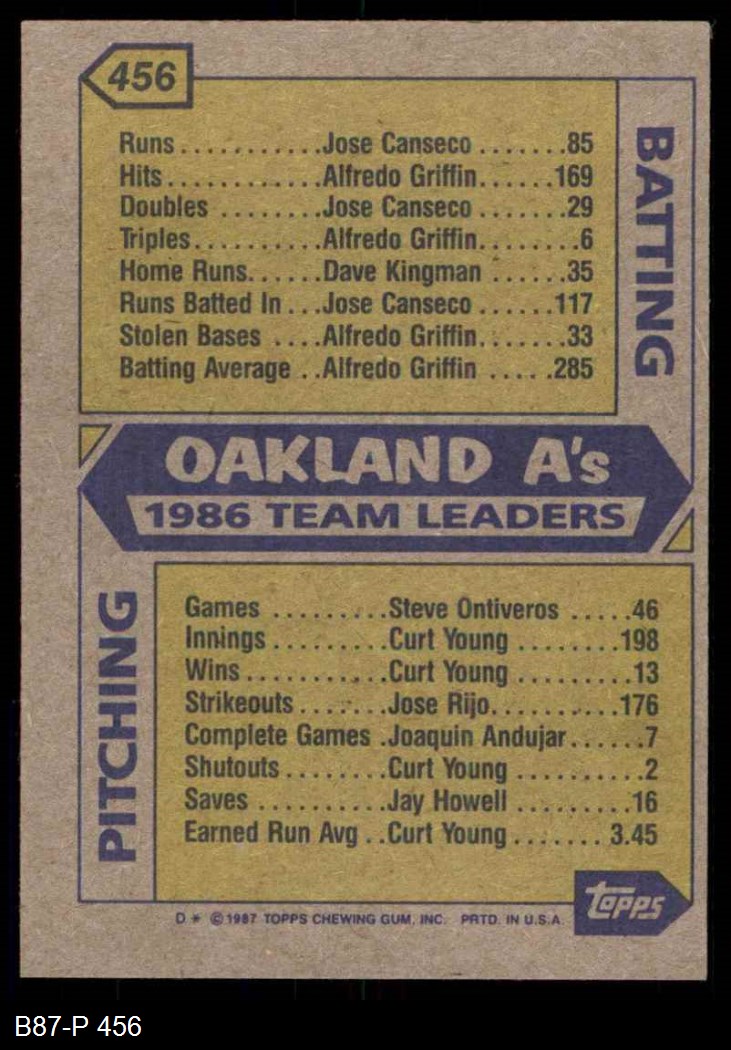 456
BATTING
Runs...........Jose Canseco.......85
Hits............Alfredo Griffin......169
Doubles ........Jose Canseco.......29
Triples..........Alfredo Griffin........6
Home Runs......Dave Kingman ......35
Runs Batted In...Jose Canseco......117
Stolen Bases ....Alfredo Griffin.......33
Batting Average ..Alfredo Griffin .....285
OAKLAND A's
1986 TEAM LEADERS
PITCHING
Games .........Steve Ontiveros .....46
Innings.........Curt Young ........198
Wins...........Curt Young .........13
Strikeouts.......Jose Rijo..........176
Complete Games .Joaquin Andujar......7
Shutouts........Curt Young ..........2
Saves ..........Jay Howell .........16
Earned Run Avg ..Curt Young ....... 3.45
Topps
D * © 1987 TOPPS CHEWING GUM, INC. PRTD. IN U.S.A.
B87-P 456